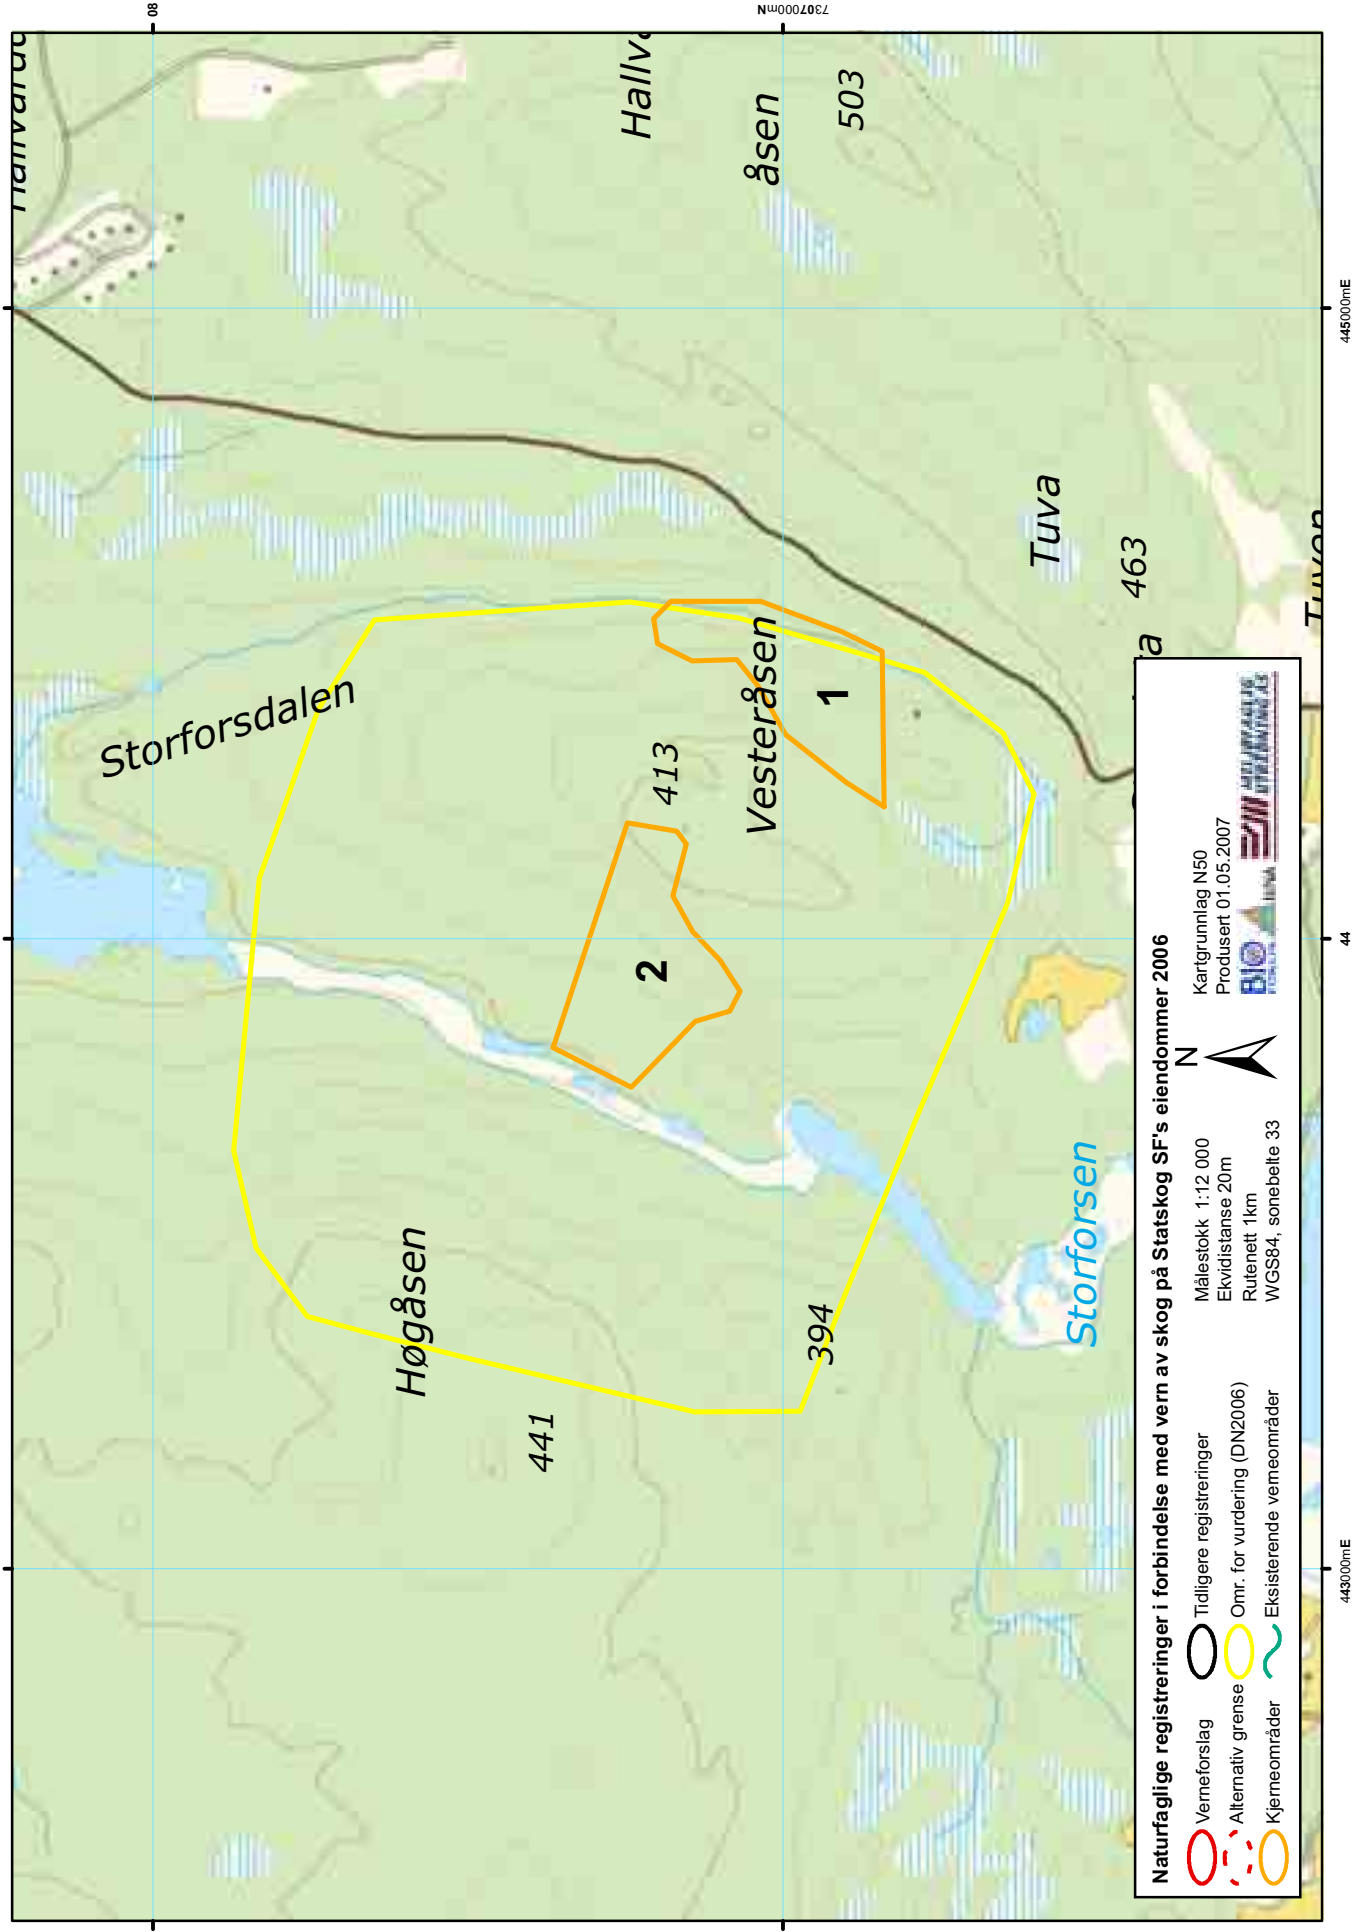 Storforsdalen
Høgåsen
441
394
413
Vesteråsen
1
2
Hallv
åsen
503
Tuva
463
Storforsen
08
7307000mN
443000mE
44
445000mE
Naturfaglige registreringer i forbindelse med vern av skog på Statskog SF's eiendommer 2006
Verneforslag
Alternativ grense
Kjerneområder
Tidligere registreringer
Omr. for vurdering (DN2006)
Eksisterende verneområder
Målestokk 1:12 000
Ekvidistanse 20m
Rutenett 1km
WGS84, sonebelte 33
N
Kartgrunnlag N50
Produsert 01.05.2007
BIO